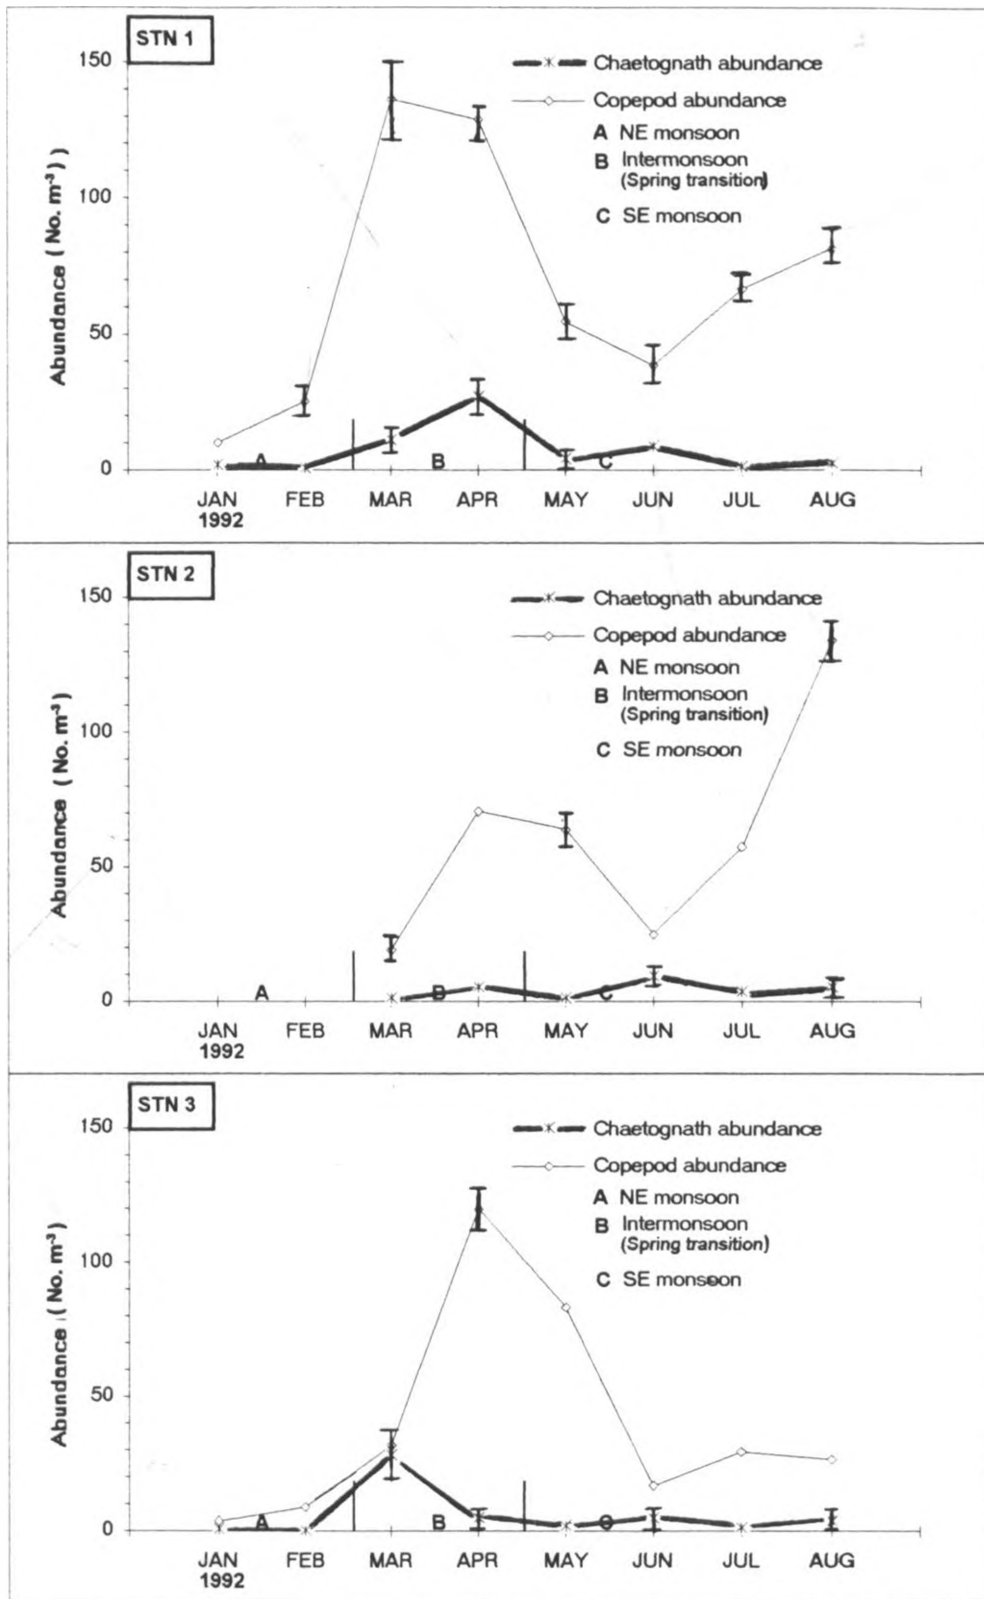 STN 1
Abundance ( No. m-3) )
150
100
50
0
Chaetognath abundance
Copepod abundance
A NE monsoon
B Intermonsoon
(Spring transition)
C SE monsoon
A
B
C
JAN FEB MAR APR MAY JUN JUL AUG
1992
STN 2
Abundance ( No. m-3 )
150
100
50
0
Chaetognath abundance
Copepod abundance
A NE monsoon
B Intermonsoon
(Spring transition)
C SE monsoon
A
B
C
JAN FEB MAR APR MAY JUN JUL AUG
1992
STN 3
Abundance ( No. m-3 )
150
100
50
0
Chaetognath abundance
Copepod abundance
A NE monsoon
B Intermonsoon
(Spring transition)
C SE monsoon
A
B
C
JAN FEB MAR APR MAY JUN JUL AUG
1992